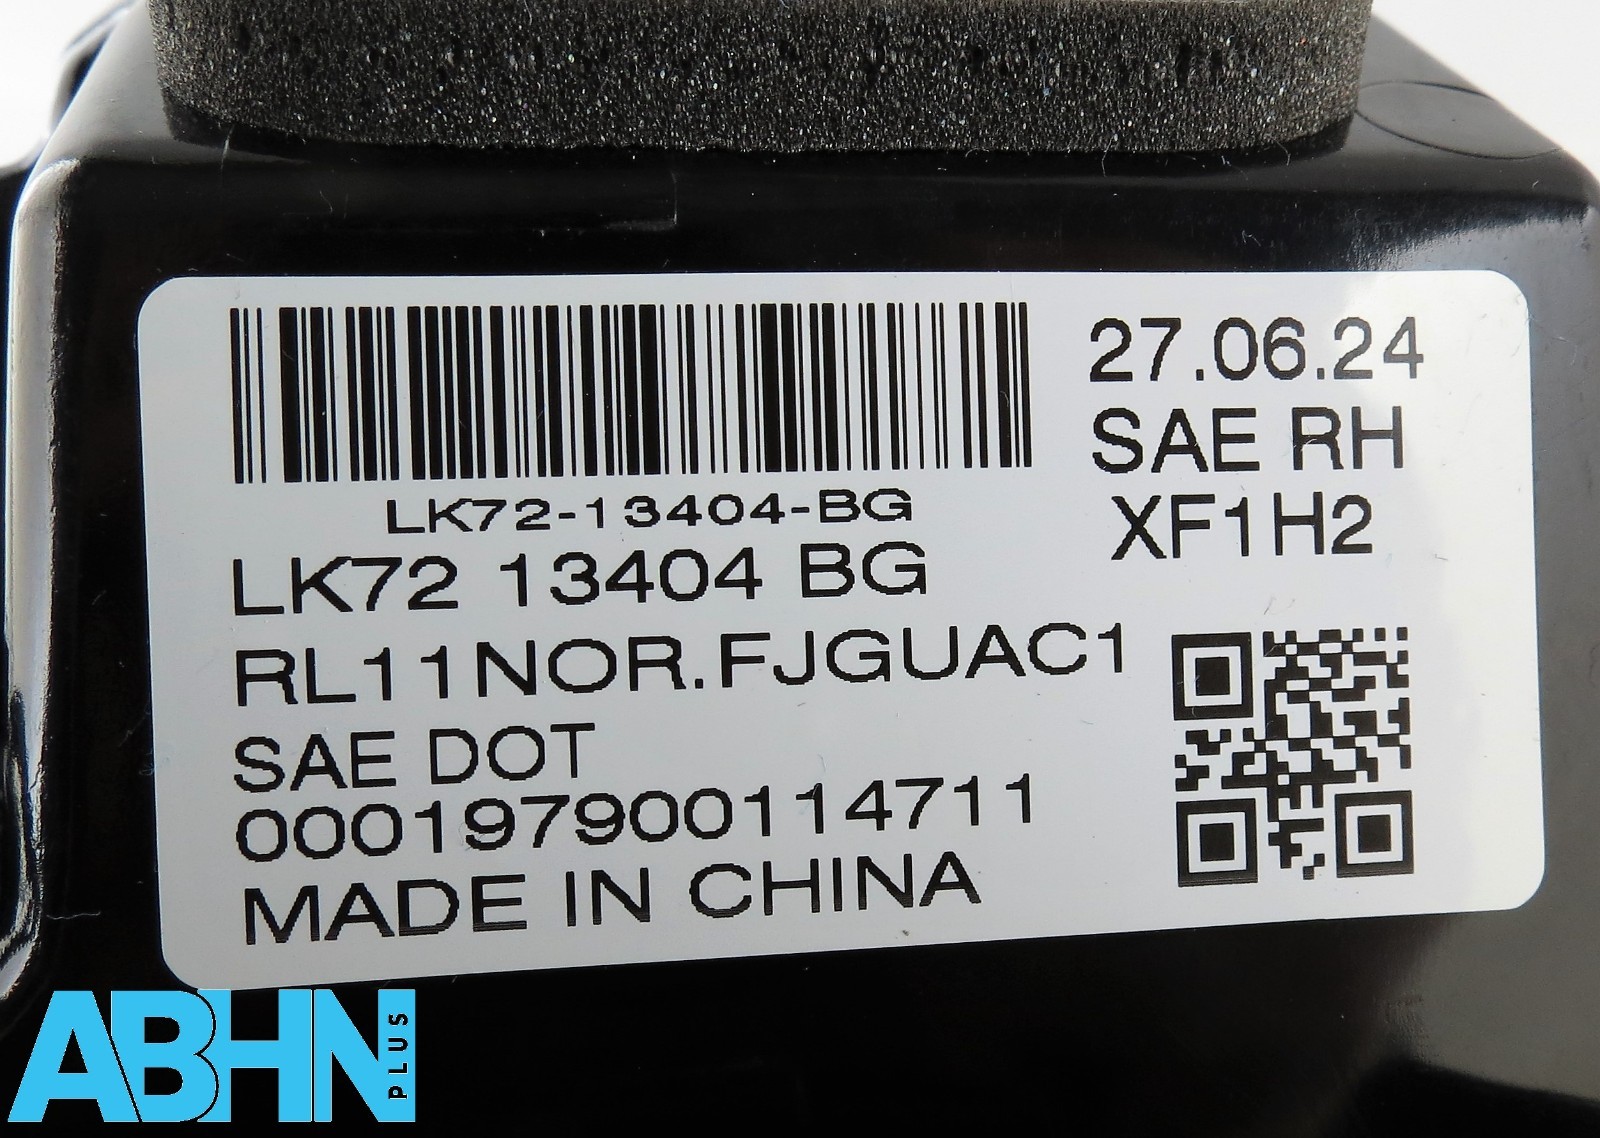 LK72-13404-BG
LK72 13404 BG
RL11NOR.FJGUAC1
SAE DOT
000197900114711
MADE IN CHINA
27.06.24
SAE RH
XF1H2
ABHN PLUS